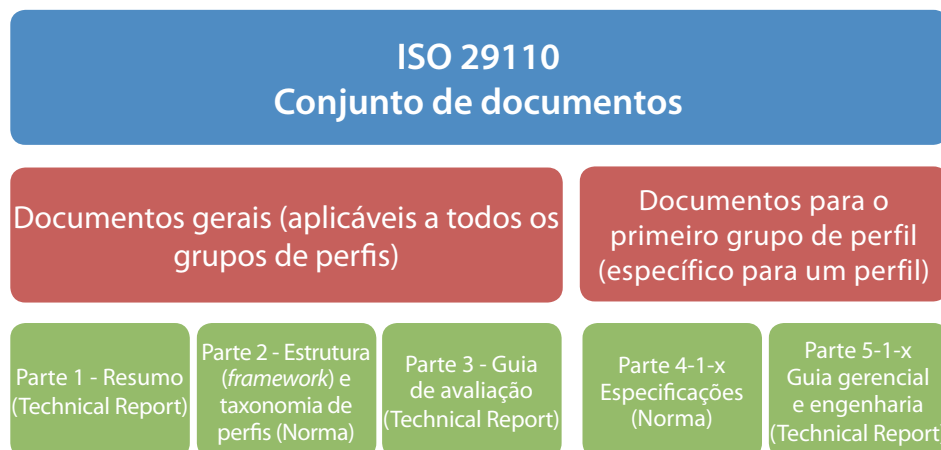 ISO 29110
Conjunto de documentos
Documentos gerais (aplicáveis a todos os
grupos de perfis)
Documentos para o
primeiro grupo de perfil
(específico para um perfil)
Parte 1 - Resumo
(Technical Report)
Parte 2 - Estrutura
(framework) e
taxonomia de
perfis (Norma)
Parte 3 - Guia
de avaliação
(Technical Report)
Parte 4-1-x
Especificações
(Norma)
Parte 5-1-x
Guia gerencial
e engenharia
(Technical Report)